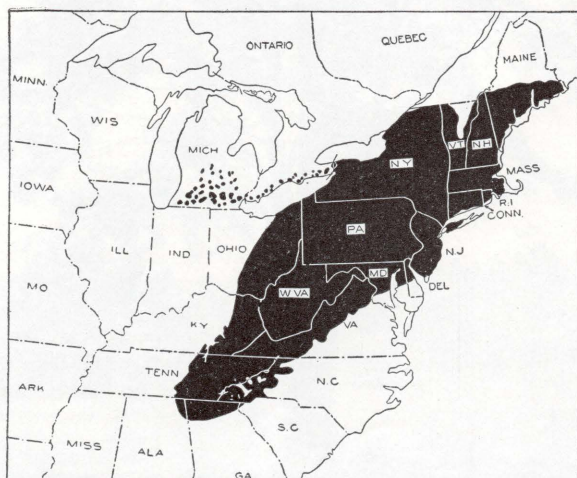 ONTARIO
QUEBEC
MAINE
MINN.
WIS
MICH
N Y
VT
N H
MASS
R.I
CONN.
IOWA
PA
N.J
ILL
IND
OHIO
MD
DEL
W VA
MO
VA
KY
TENN
N.C
ARK
S.C
MISS
ALA
GA